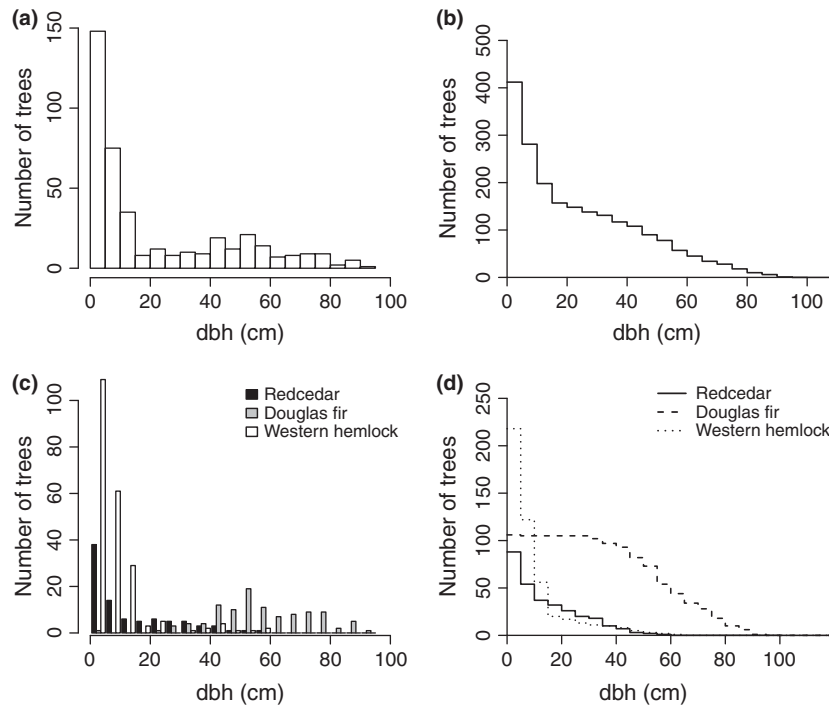 (a)
150
100
50
0
Number of trees
0 20 40 60 80 100
dbh (cm)
(b)
500
400
300
200
100
0
Number of trees
0 20 40 60 80 100
dbh (cm)
(c)
100
80
60
40
20
0
Number of trees
Redcedar
Douglas fir
Western hemlock
0 20 40 60 80 100
dbh (cm)
(d)
250
200
150
100
50
0
Number of trees
Redcedar
Douglas fir
Western hemlock
0 20 40 60 80 100
dbh (cm)